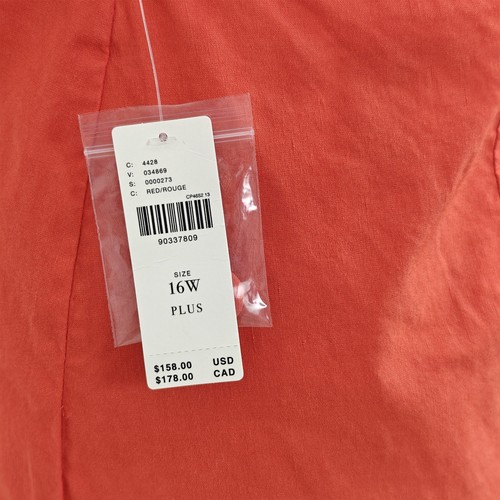 C: 4428
V: 034869
S: 0000273
C: RED/ROUGE
CP4652 13
90337809
SIZE
16W
PLUS
$158.00 USD
$178.00 CAD